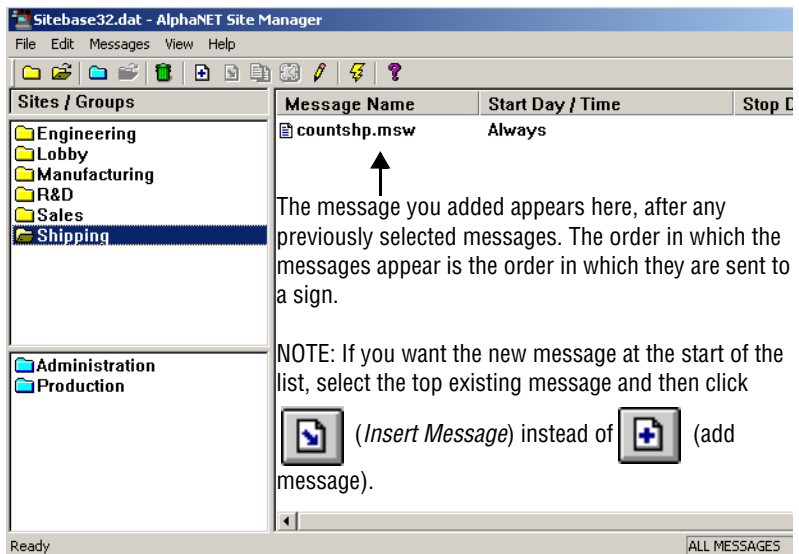 Sitebase32.dat - AlphaNET Site Manager
File Edit Messages View Help
Sites / Groups
Message Name Start Day / Time Stop D
Engineering
Lobby
Manufacturing
R&D
Sales
Shipping
countshp.msw Always
The message you added appears here, after any
previously selected messages. The order in which the
messages appear is the order in which they are sent to
a sign.
NOTE: If you want the new message at the start of the
list, select the top existing message and then click
(Insert Message) instead of (add
message).
Administration
Production
Ready ALL MESSAGES